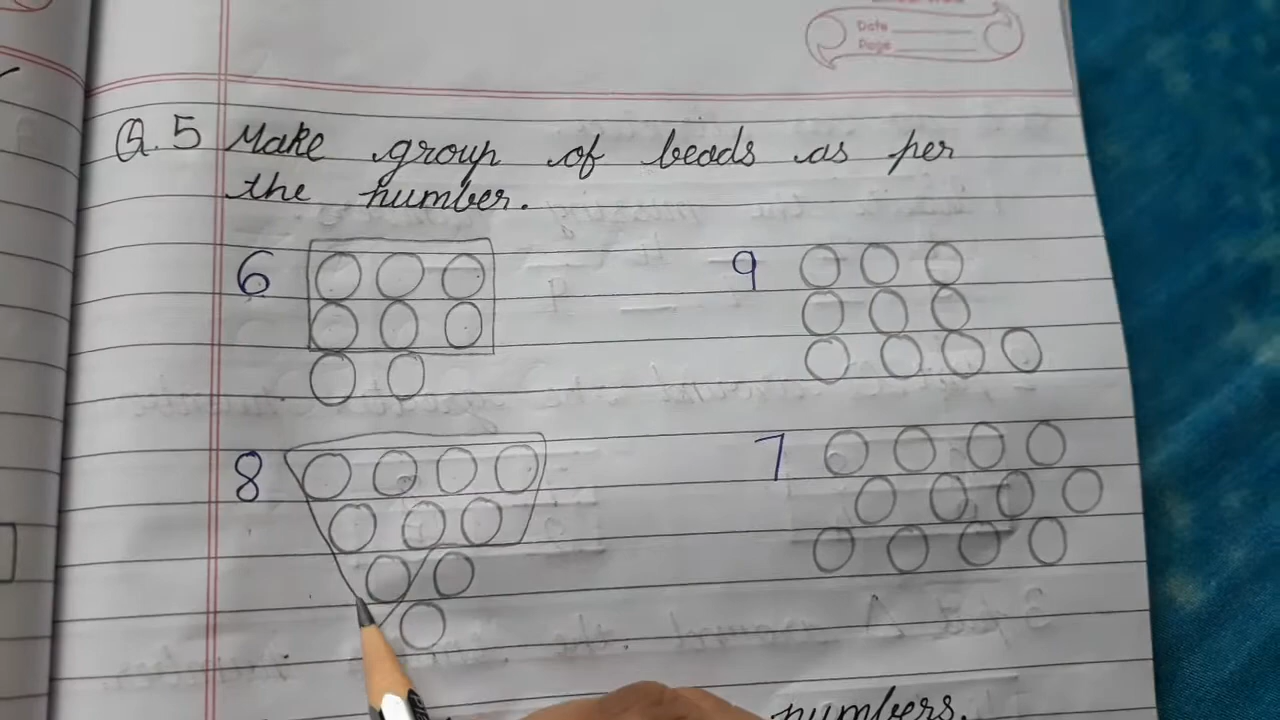 Date
Page
Q.5 Make group of beads as per
the number.
6
9
8
7
numbers.